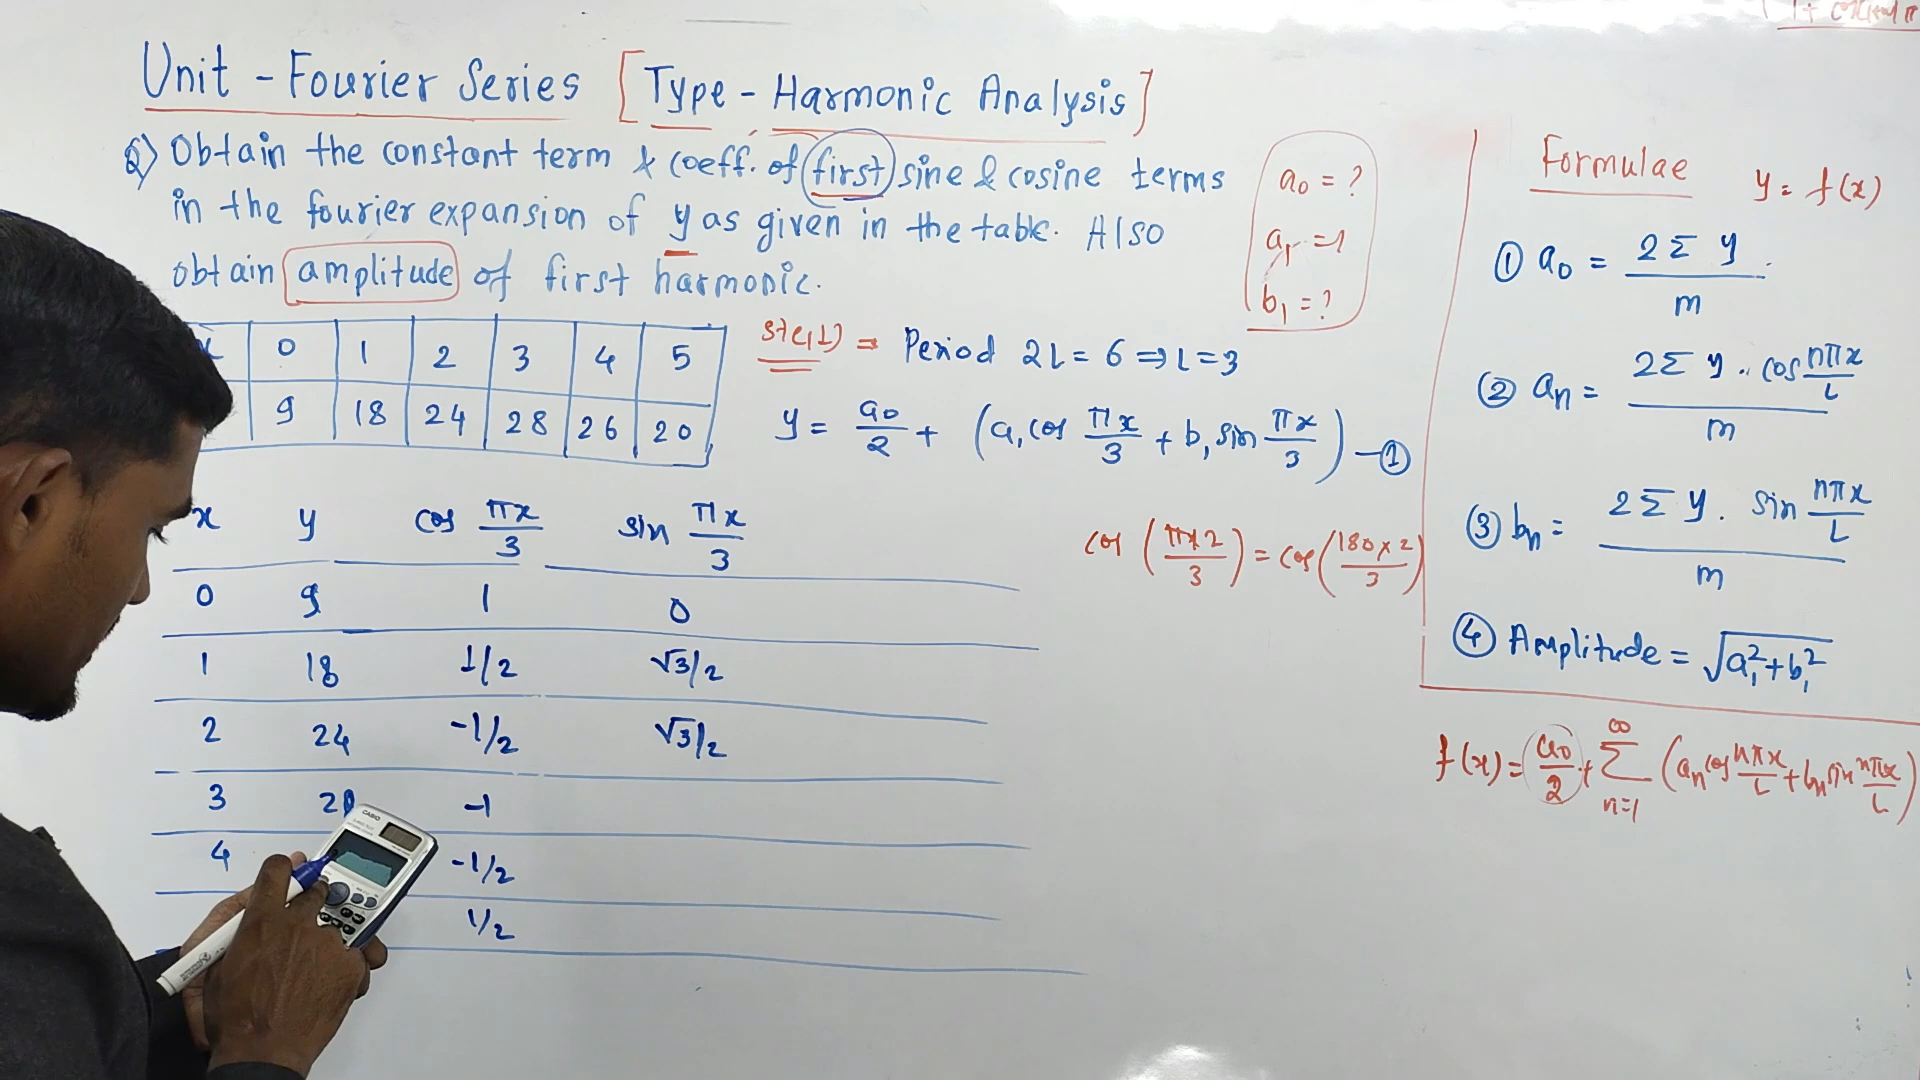 Unit - Fourier Series [Type - Harmonic Analysis]
Q) Obtain the constant term & coeff. of first sine & cosine terms
in the fourier expansion of y as given in the table. Also
obtain amplitude of first harmonic.
a₀ = ?
a₁ = ?
b₁ = ?
0 1 2 3 4 5
9 18 24 28 26 20
Step 1) ⇒ Period 2L = 6 ⇒ L = 3
y = a₀/2 + (a₁ cos πx/3 + b₁ sin πx/3) —①
x y cos πx/3 sin πx/3
0 9 1 0
1 18 1/2 √3/2
2 24 -1/2 √3/2
3 -1
4 -1/2
1/2
cos (π×2/3) = cos (180×2/3)
Formulae y = f(x)
① a₀ = 2Σ y / m
② aₙ = 2Σ y . cos nπx/L / m
③ bₙ = 2Σ y . sin nπx/L / m
④ Amplitude = √(a₁² + b₁²)
f(x) = a₀/2 + Σ n=1 ∞ (aₙ cos nπx/L + bₙ sin nπx/L)
CASIO